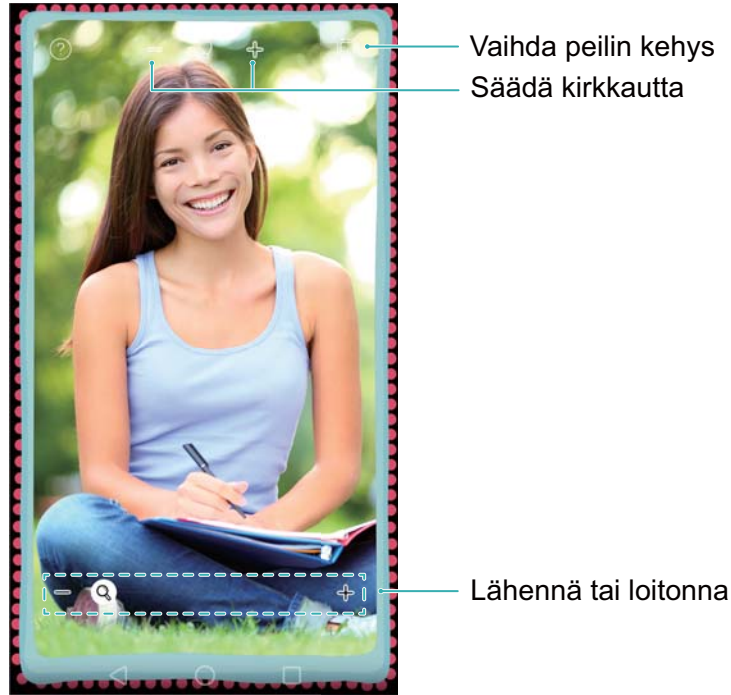 Vaihda peilin kehys
Säädä kirkkautta
Lähennä tai loitonna